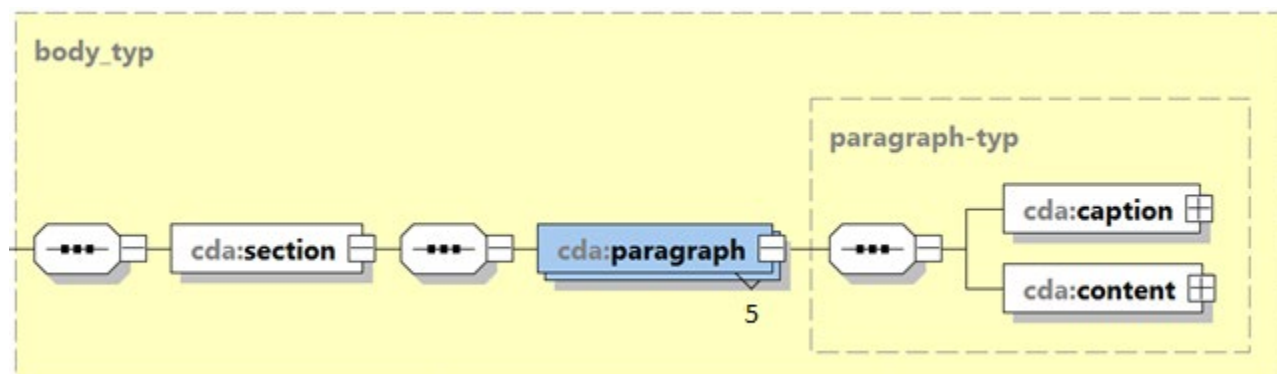 body_typ
paragraph-typ
cda:caption
cda:section
cda:paragraph
cda:content
5